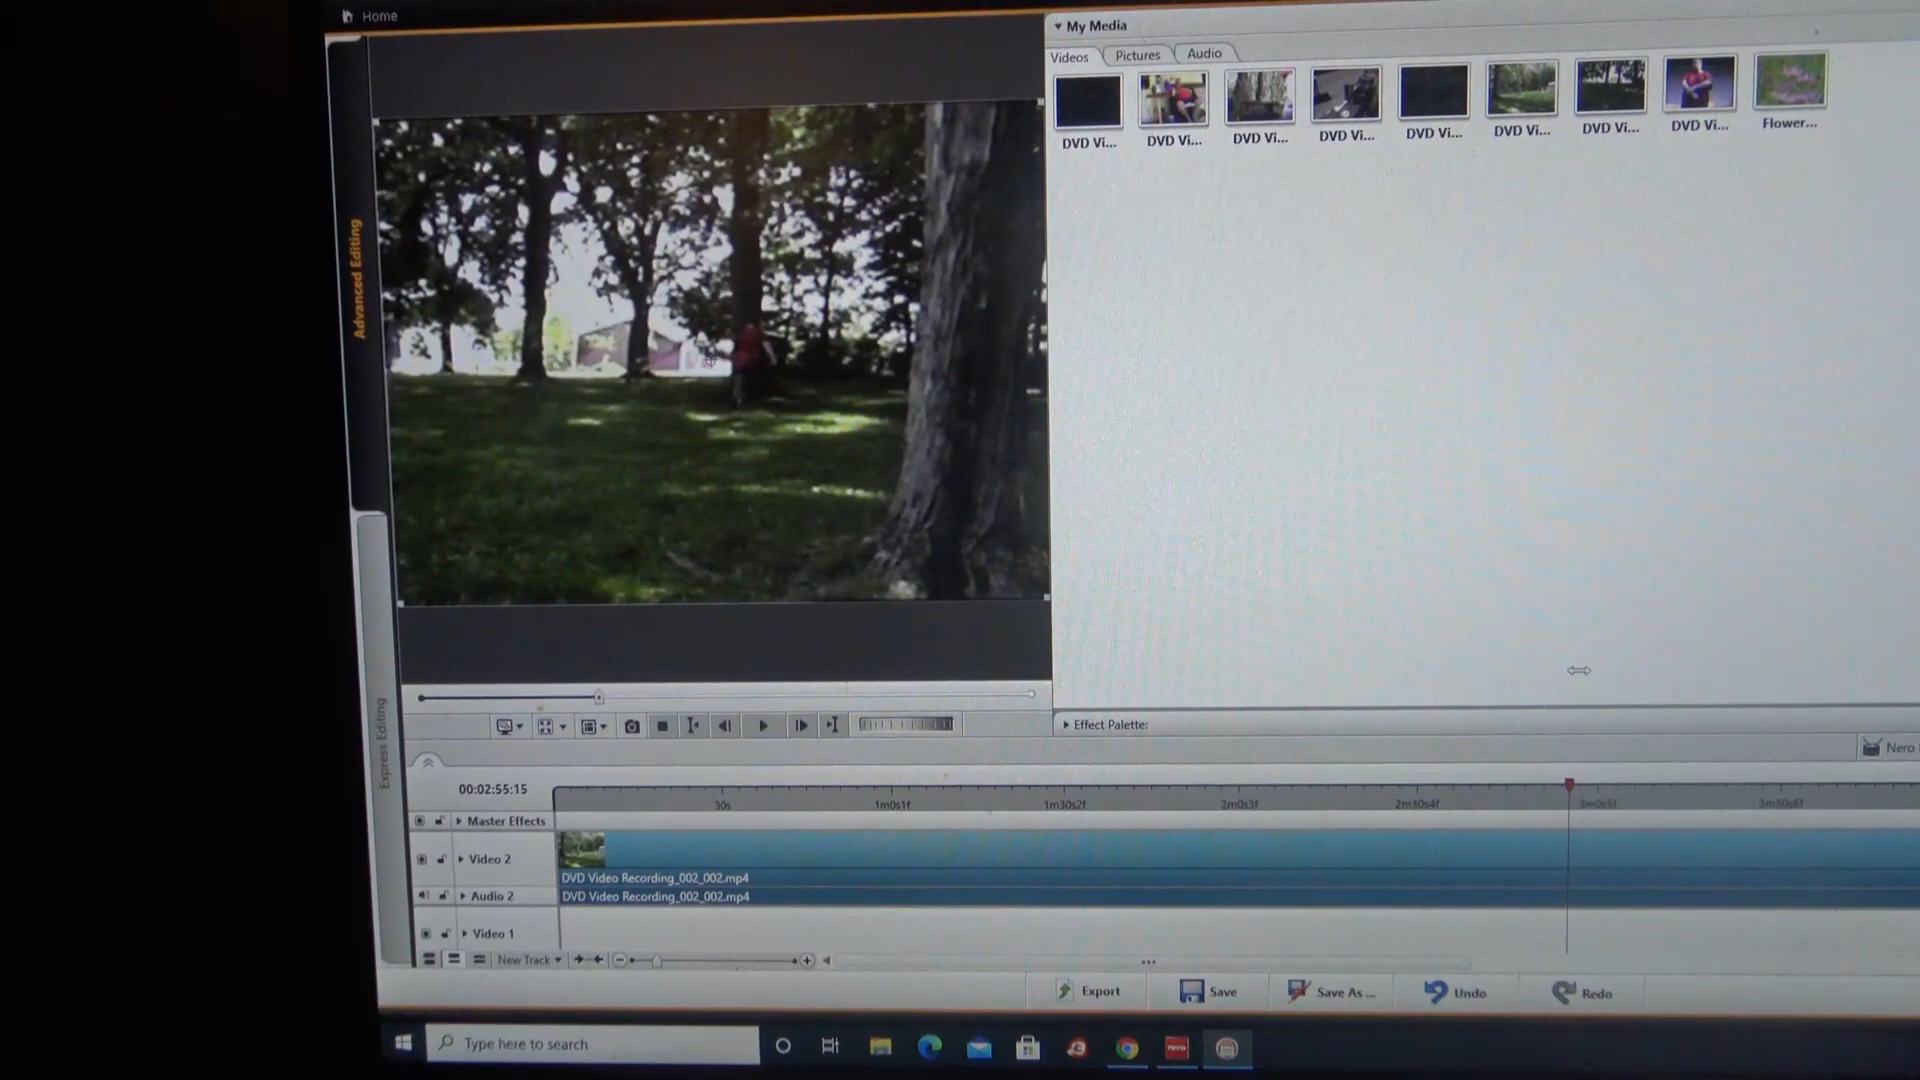 Home
My Media
Videos
Pictures
Audio
DVD Vi...
DVD Vi...
DVD Vi...
DVD Vi...
DVD Vi...
DVD Vi...
DVD Vi...
DVD Vi...
Flower...
Advanced Editing
Express Editing
Effect Palette:
Nero
00:02:55:15
30s
1m0s1f
1m30s2f
2m0s3f
2m30s4f
3m0s5f
3m30s6f
Master Effects
Video 2
DVD Video Recording_002_002.mp4
Audio 2
DVD Video Recording_002_002.mp4
Video 1
New Track
Export
Save
Save As ...
Undo
Redo
Type here to search
nero